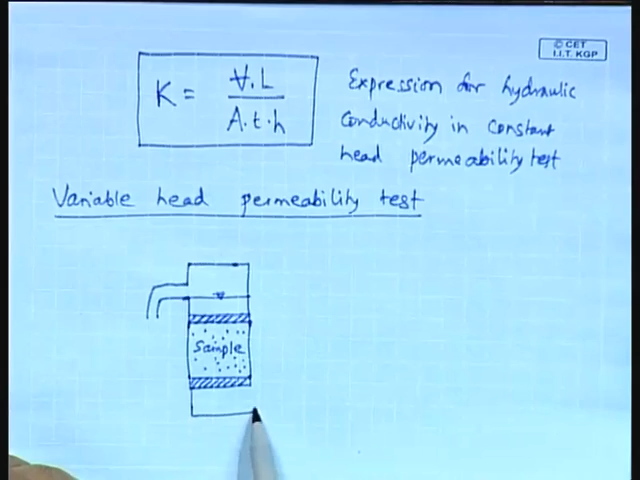 © CET
I.I.T. KGP
K = ∀.L / A.t.h
Expression for hydraulic
conductivity in constant
head permeability test
Variable head permeability test
Sample